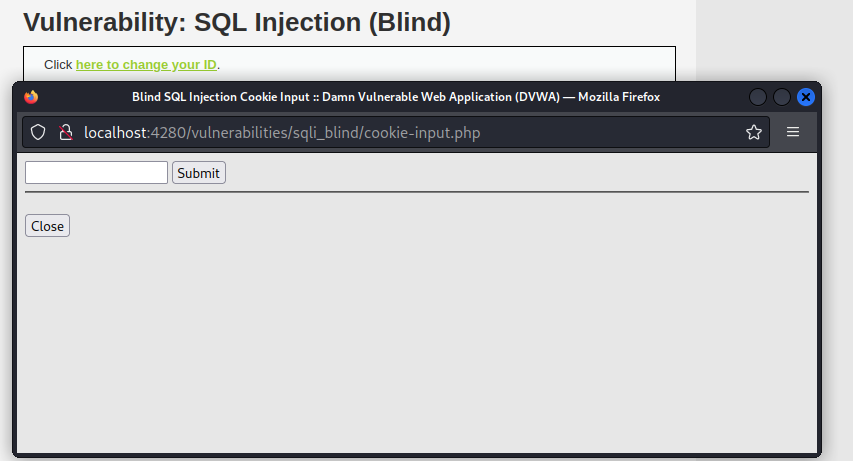 Vulnerability: SQL Injection (Blind)
Click here to change your ID.
Blind SQL Injection Cookie Input :: Damn Vulnerable Web Application (DVWA) — Mozilla Firefox
localhost:4280/vulnerabilities/sqli_blind/cookie-input.php
Submit
Close